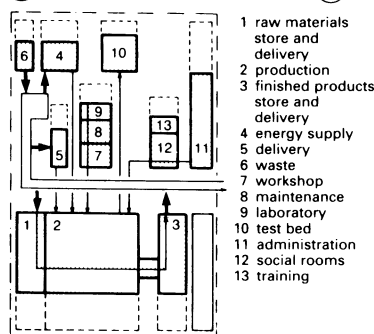 6
4
10
9
8
7
5
13
12
11
1
2
3
1 raw materials
store and
delivery
2 production
3 finished products
store and
delivery
4 energy supply
5 delivery
6 waste
7 workshop
8 maintenance
9 laboratory
10 test bed
11 administration
12 social rooms
13 training